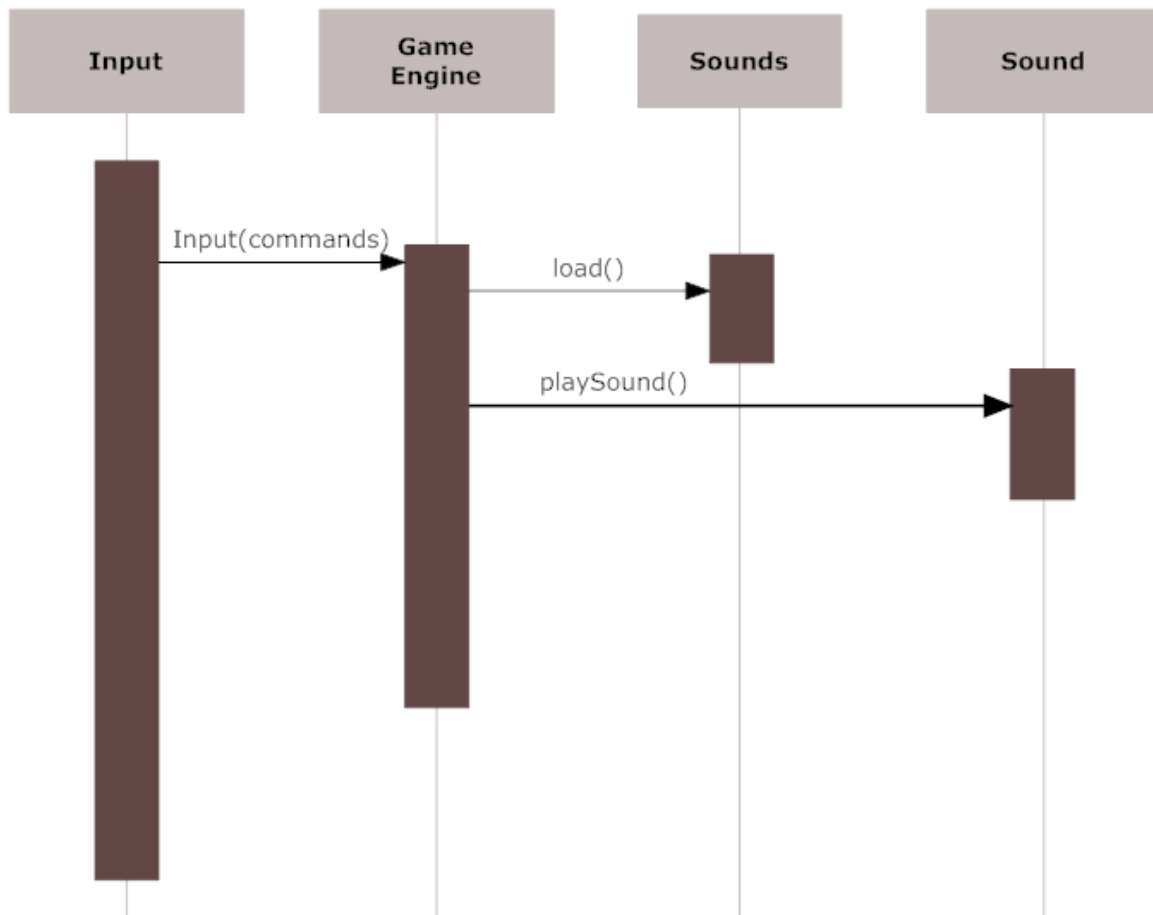 Input
Game
Engine
Sounds
Sound
Input(commands)
load()
playSound()